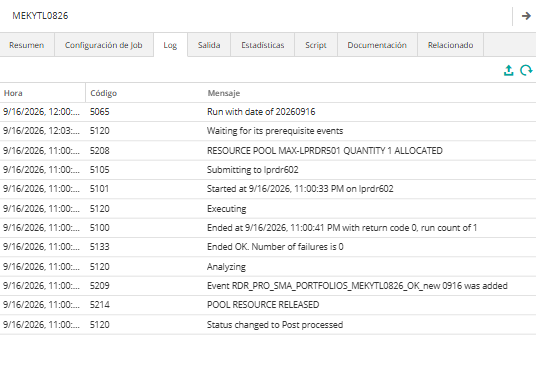 MEKYTL0826
Resumen Configuración de Job Log Salida Estadísticas Script Documentación Relacionado
Hora Código Mensaje
9/16/2026, 12:00:... 5065 Run with date of 20260916
9/16/2026, 12:03:... 5120 Waiting for its prerequisite events
9/16/2026, 11:00:... 5208 RESOURCE POOL MAX-LPRDR501 QUANTITY 1 ALLOCATED
9/16/2026, 11:00:... 5105 Submitting to lprdr602
9/16/2026, 11:00:... 5101 Started at 9/16/2026, 11:00:33 PM on lprdr602
9/16/2026, 11:00:... 5120 Executing
9/16/2026, 11:00:... 5100 Ended at 9/16/2026, 11:00:41 PM with return code 0, run count of 1
9/16/2026, 11:00:... 5133 Ended OK. Number of failures is 0
9/16/2026, 11:00:... 5120 Analyzing
9/16/2026, 11:00:... 5209 Event RDR_PRO_SMA_PORTFOLIOS_MEKYTL0826_OK_new 0916 was added
9/16/2026, 11:00:... 5214 POOL RESOURCE RELEASED
9/16/2026, 11:00:... 5120 Status changed to Post processed